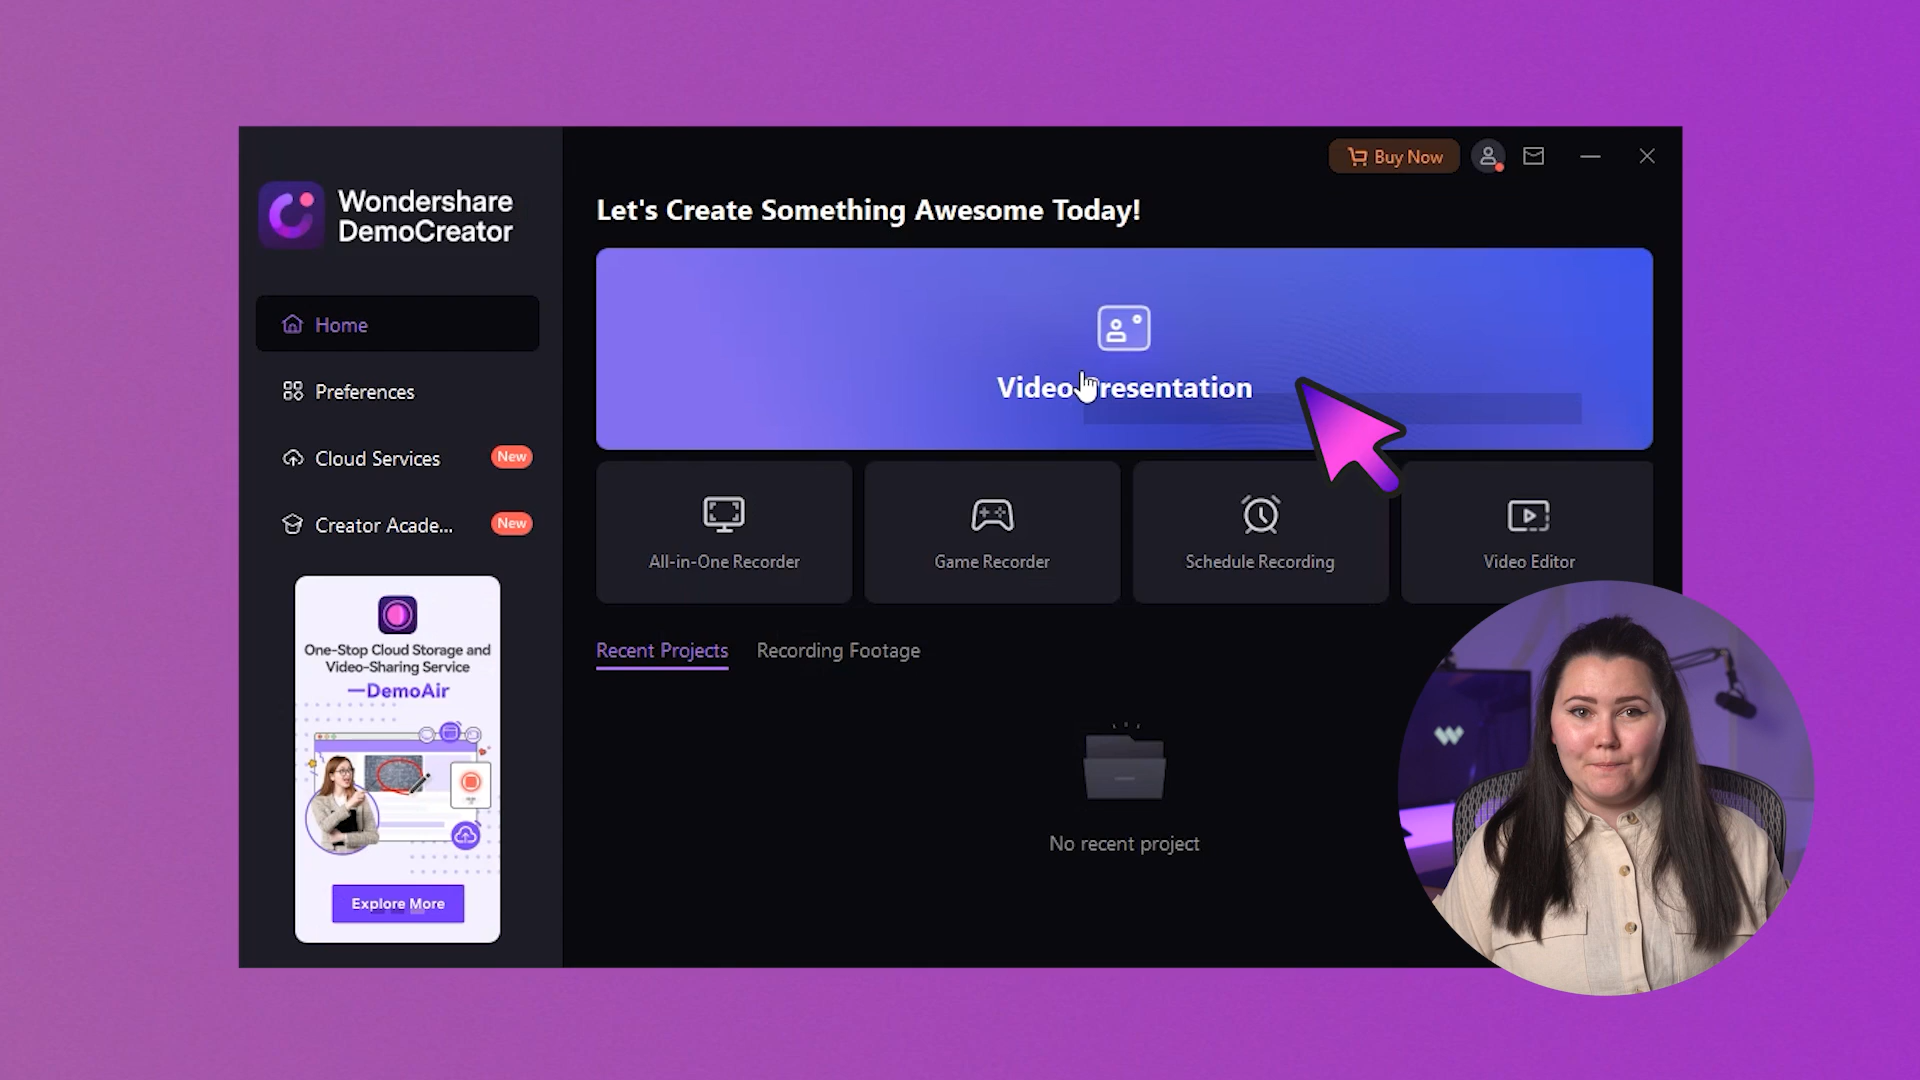 Buy Now
Wondershare
DemoCreator
Let's Create Something Awesome Today!
Home
Video Presentation
Preferences
Cloud Services
New
Creator Acade...
New
All-in-One Recorder
Game Recorder
Schedule Recording
Video Editor
One-Stop Cloud Storage and
Video-Sharing Service
—DemoAir
Explore More
Recent Projects
Recording Footage
No recent project